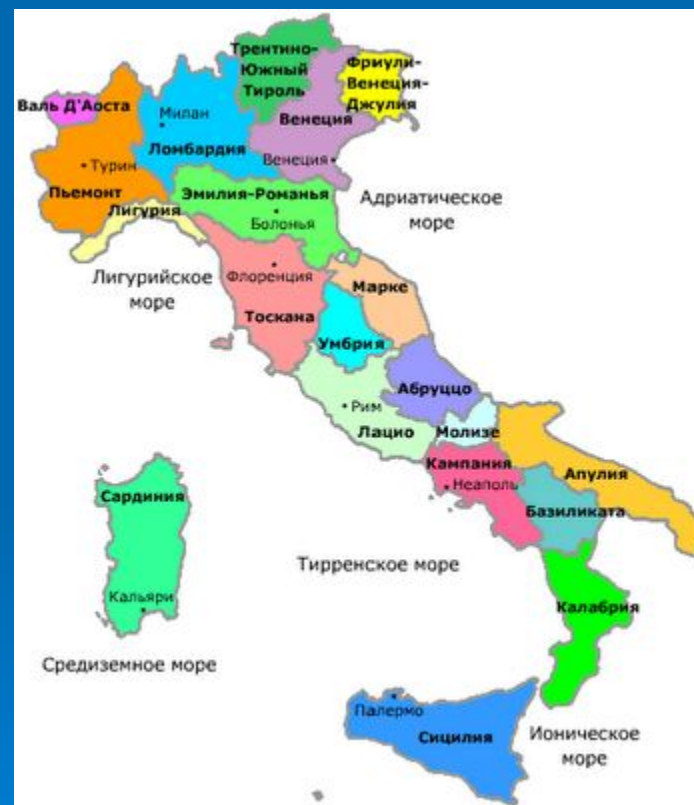 Трентино-
Южный
Тироль
Фриули-
Венеция-
Джулия
Валь Д'Аоста
Милан
Венеция
Ломбардия
Венеция
Турин
Пьемонт
Эмилия-Романья
Лигурия
Болонья
Адриатическое
море
Лигурийское
море
Флоренция
Марке
Тоскана
Умбрия
Абруццо
Рим
Лацио
Молизе
Кампания
Неаполь
Апулия
Базиликата
Сардиния
Тирренское море
Кальяри
Калабрия
Средиземное море
Палермо
Сицилия
Ионическое
море